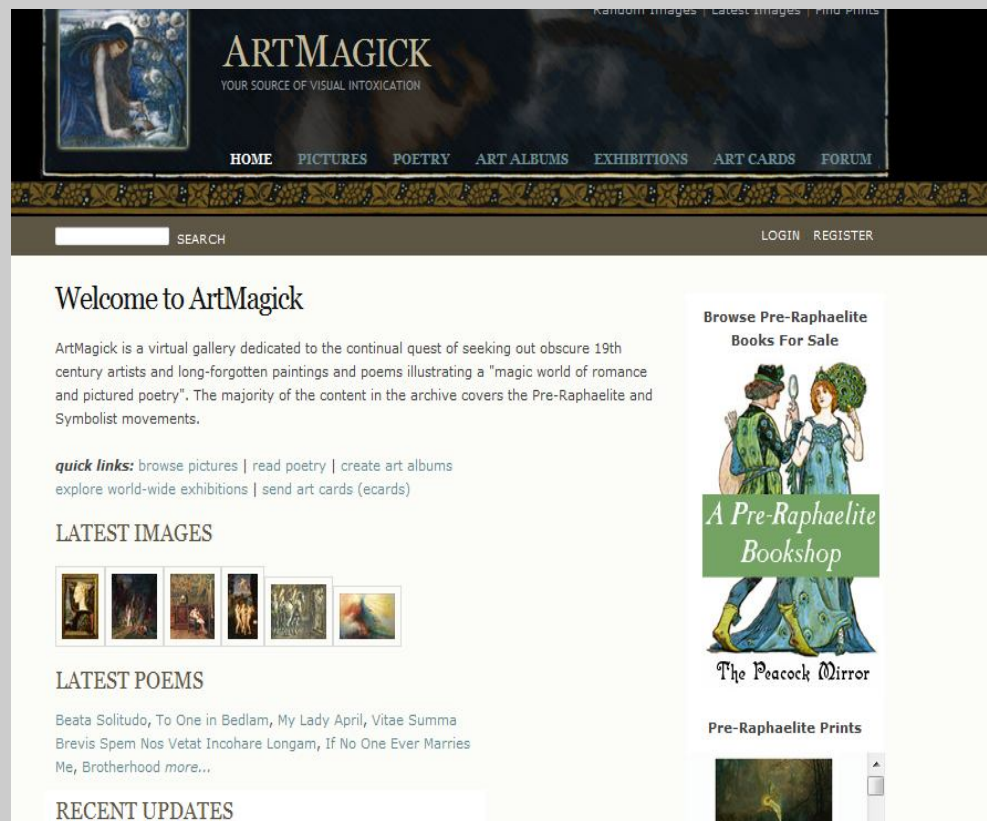 Random Images | Latest Images | Find Prints
ARTMAGICK
YOUR SOURCE OF VISUAL INTOXICATION
HOME PICTURES POETRY ART ALBUMS EXHIBITIONS ART CARDS FORUM
SEARCH
LOGIN REGISTER
Welcome to ArtMagick
ArtMagick is a virtual gallery dedicated to the continual quest of seeking out obscure 19th
century artists and long-forgotten paintings and poems illustrating a "magic world of romance
and pictured poetry". The majority of the content in the archive covers the Pre-Raphaelite and
Symbolist movements.
quick links: browse pictures | read poetry | create art albums
explore world-wide exhibitions | send art cards (ecards)
LATEST IMAGES
LATEST POEMS
Beata Solitudo, To One in Bedlam, My Lady April, Vitae Summa
Brevis Spem Nos Vetat Incohare Longam, If No One Ever Marries
Me, Brotherhood more...
RECENT UPDATES
Browse Pre-Raphaelite
Books For Sale
A Pre-Raphaelite
Bookshop
The Peacock Mirror
Pre-Raphaelite Prints